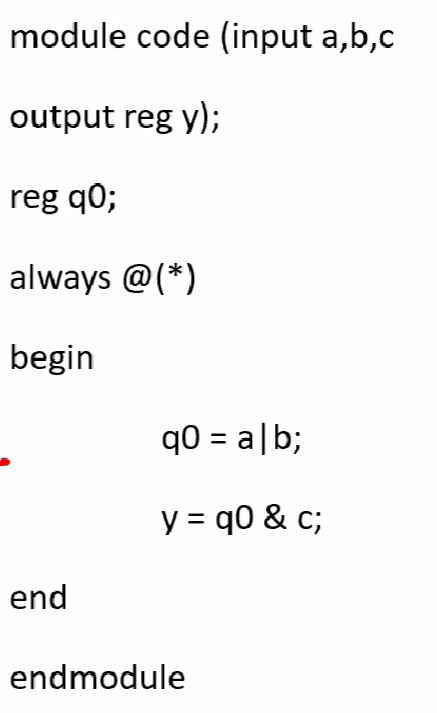 module code (input a,b,c
output reg y);
reg q0;
always @(*)
begin
q0 = a|b;
y = q0 & c;
end
endmodule